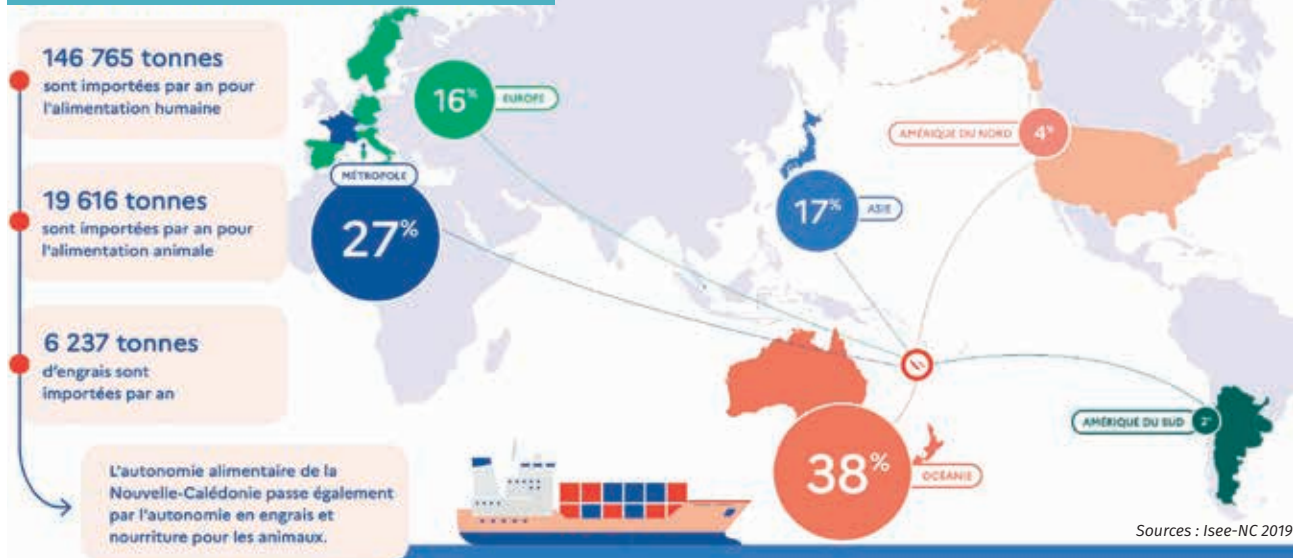 146 765 tonnes
sont importées par an pour
l'alimentation humaine
19 616 tonnes
sont importées par an pour
l'alimentation animale
6 237 tonnes
d'engrais sont
importées par an
L'autonomie alimentaire de la
Nouvelle-Calédonie passe également
par l'autonomie en engrais et
nourriture pour les animaux.
16%
EUROPE
MÉTROPOLE
27%
17%
ASIE
AMÉRIQUE DU NORD
4%
AMÉRIQUE DU SUD
2%
38%
OCÉANIE
Sources : Isee-NC 2019